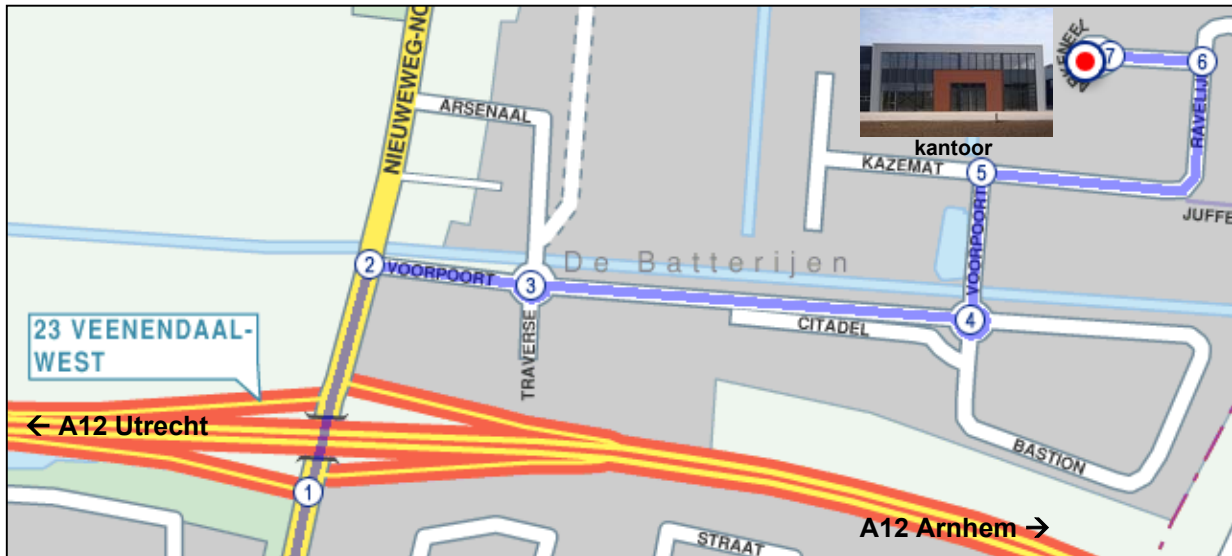 NIEUWEWEG-NO
ARSENAAL
kantoor
7
6
RAVELIJ
KAZEMAT
5
JUFFE
2
VOORPOORT
3
De Batterijen
VOORPOORT
4
TRAVERSE
CITADEL
23 VEENENDAAL-
WEST
← A12 Utrecht
BASTION
1
A12 Arnhem →
STRAAT